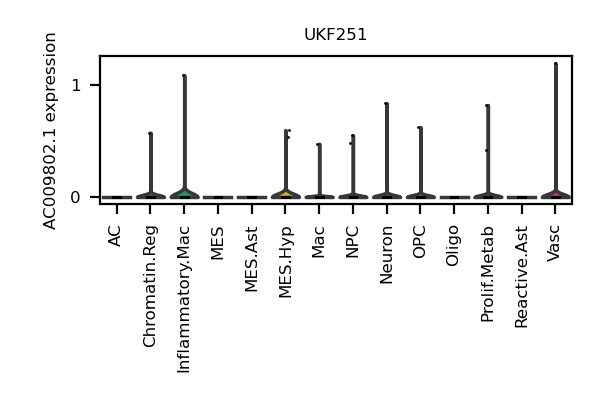 UKF251
AC009802.1 expression
1
0
AC
Chromatin.Reg
Inflammatory.Mac
MES
MES.Ast
MES.Hyp
Mac
NPC
Neuron
OPC
Oligo
Prolif.Metab
Reactive.Ast
Vasc